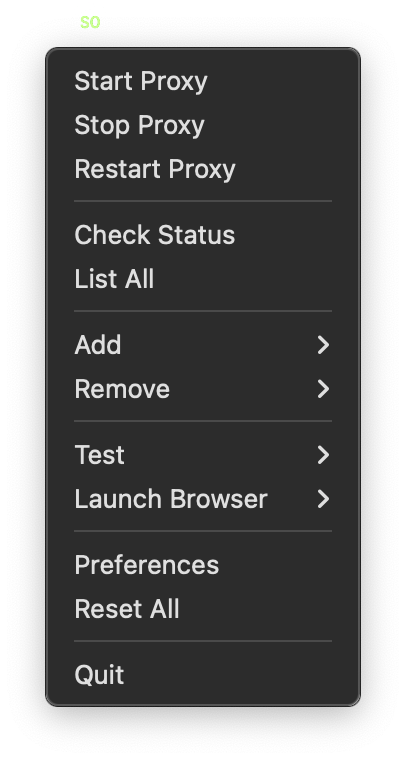 SO
Start Proxy
Stop Proxy
Restart Proxy
Check Status
List All
Add
Remove
Test
Launch Browser
Preferences
Reset All
Quit